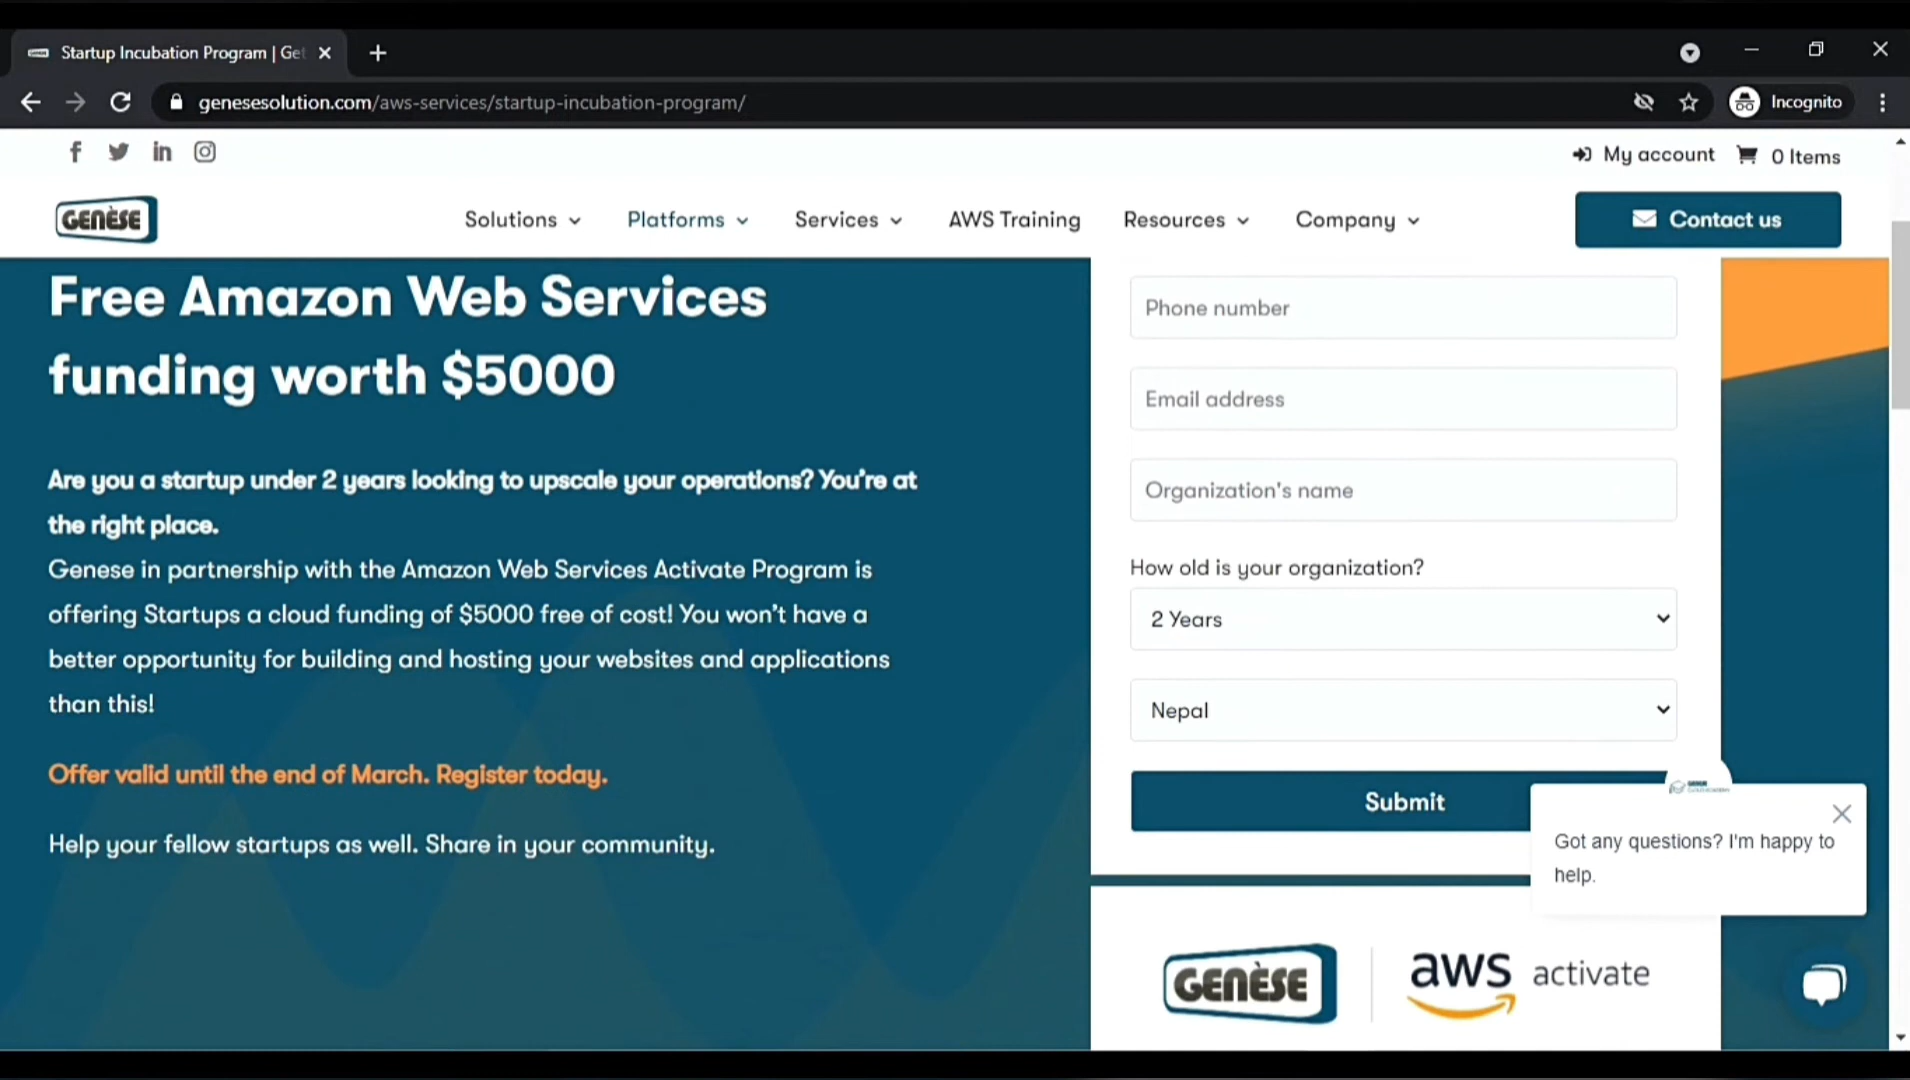 Startup Incubation Program | Get
genesesolution.com/aws-services/startup-incubation-program/
Incognito
My account
0 Items
GENÈSE
Solutions
Platforms
Services
AWS Training
Resources
Company
Contact us
Free Amazon Web Services
funding worth $5000
Are you a startup under 2 years looking to upscale your operations? You're at
the right place.
Genese in partnership with the Amazon Web Services Activate Program is
offering Startups a cloud funding of $5000 free of cost! You won't have a
better opportunity for building and hosting your websites and applications
than this!
Offer valid until the end of March. Register today.
Help your fellow startups as well. Share in your community.
Phone number
Email address
Organization's name
How old is your organization?
2 Years
Nepal
Submit
Got any questions? I'm happy to
help.
GENÈSE
aws activate